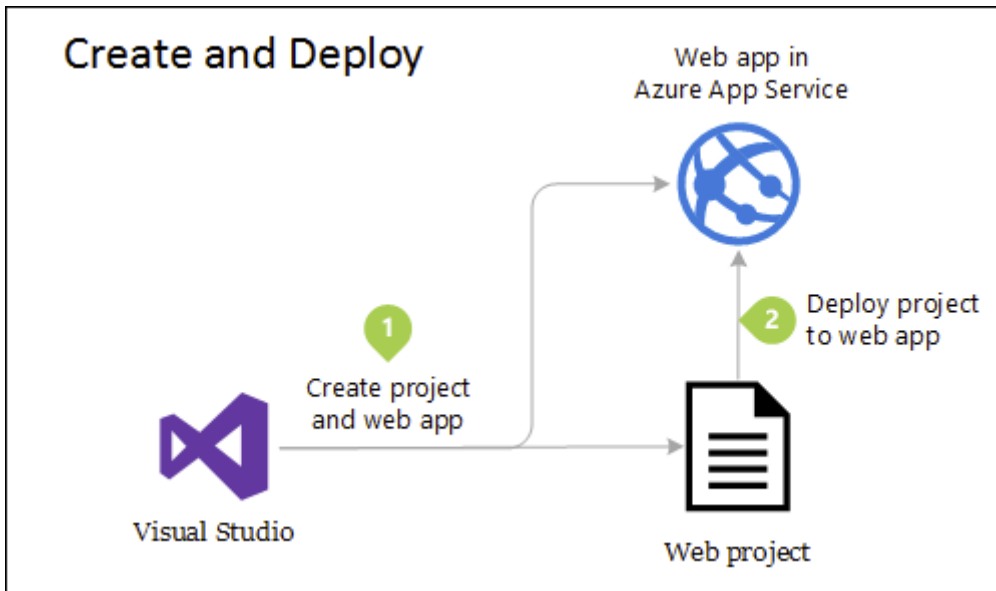 Create and Deploy
Web app in
Azure App Service
1
Create project
and web app
2
Deploy project
to web app
Visual Studio
Web project